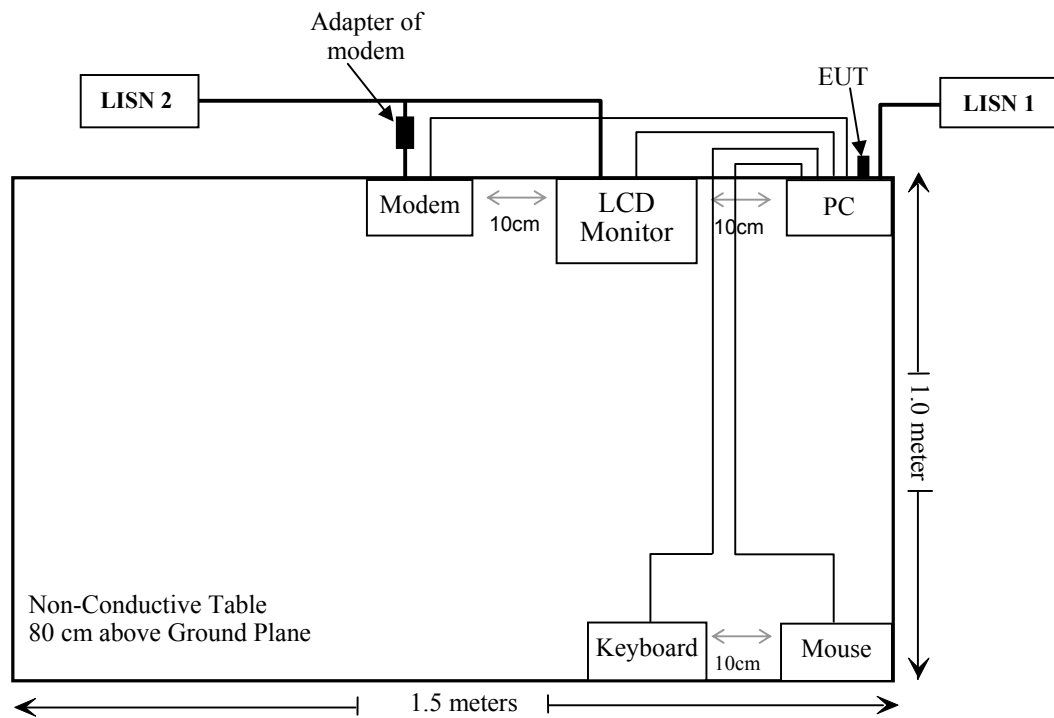 Adapter of
modem
EUT
LISN 2
LISN 1
Modem
LCD
Monitor
PC
10cm
10cm
1.0 meter
Non-Conductive Table
80 cm above Ground Plane
Keyboard
Mouse
10cm
1.5 meters